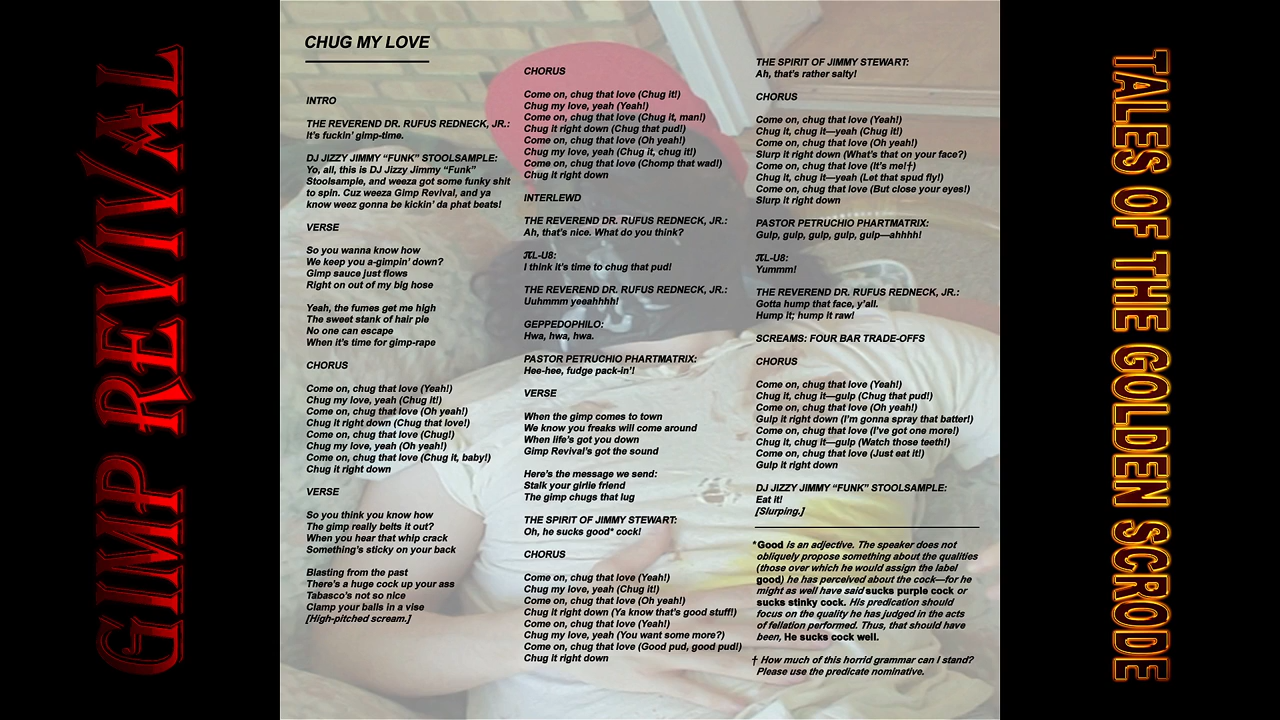 GIMP REVIVAL
CHUG MY LOVE
INTRO
THE REVEREND DR. RUFUS REDNECK, JR.:
It's fuckin' gimp-time.
DJ JIZZY JIMMY “FUNK” STOOLSAMPLE:
Yo, all, this is DJ Jizzy Jimmy “Funk”
Stoolsample, and weeza got some funky shit
to spin. Cuz weeza Gimp Revival, and ya
know weez gonna be kickin' da phat beats!
VERSE
So you wanna know how
We keep you a-gimpin' down?
Gimp sauce just flows
Right on out of my big hose
Yeah, the fumes get me high
The sweet stank of hair pie
No one can escape
When it's time for gimp-rape
CHORUS
Come on, chug that love (Yeah!)
Chug my love, yeah (Chug it!)
Come on, chug that love (Oh yeah!)
Chug it right down (Chug that love!)
Come on, chug that love (Chug!)
Chug my love, yeah (Oh yeah!)
Come on, chug that love (Chug it, baby!)
Chug it right down
VERSE
So you think you know how
The gimp really belts it out?
When you hear that whip crack
Something's sticky on your back
Blasting from the past
There's a huge cock up your ass
Tabasco's not so nice
Clamp your balls in a vise
[High-pitched scream.]
CHORUS
Come on, chug that love (Chug it!)
Chug my love, yeah (Yeah!)
Come on, chug that love (Chug it, man!)
Chug it right down (Chug that pud!)
Come on, chug that love (Oh yeah!)
Chug my love, yeah (Chug it, chug it!)
Come on, chug that love (Chomp that wad!)
Chug it right down
INTERLEWD
THE REVEREND DR. RUFUS REDNECK, JR.:
Ah, that's nice. What do you think?
πL-U8:
I think it's time to chug that pud!
THE REVEREND DR. RUFUS REDNECK, JR.:
Uuhmmm yeeahhhh!
GEPPEDOPHILO:
Hwa, hwa, hwa.
PASTOR PETRUCHIO PHARTMATRIX:
Hee-hee, fudge pack-in'!
VERSE
When the gimp comes to town
We know you freaks will come around
When life's got you down
Gimp Revival's got the sound
Here's the message we send:
Stalk your girlie friend
The gimp chugs that lug
THE SPIRIT OF JIMMY STEWART:
Oh, he sucks good* cock!
CHORUS
Come on, chug that love (Yeah!)
Chug my love, yeah (Chug it!)
Come on, chug that love (Oh yeah!)
Chug it right down (Ya know that's good stuff!)
Come on, chug that love (Yeah!)
Chug my love, yeah (You want some more?)
Come on, chug that love (Good pud, good pud!)
Chug it right down
THE SPIRIT OF JIMMY STEWART:
Ah, that's rather salty!
CHORUS
Come on, chug that love (Yeah!)
Chug it, chug it—yeah (Chug it!)
Come on, chug that love (Oh yeah!)
Slurp it right down (What's that on your face?)
Come on, chug that love (It's me!†)
Chug it, chug it—yeah (Let that spud fly!)
Come on, chug that love (But close your eyes!)
Slurp it right down
PASTOR PETRUCHIO PHARTMATRIX:
Gulp, gulp, gulp, gulp, gulp—ahhhh!
πL-U8:
Yummm!
THE REVEREND DR. RUFUS REDNECK, JR.:
Gotta hump that face, y'all.
Hump it; hump it raw!
SCREAMS: FOUR BAR TRADE-OFFS
CHORUS
Come on, chug that love (Yeah!)
Chug it, chug it—gulp (Chug that pud!)
Come on, chug that love (Oh yeah!)
Gulp it right down (I'm gonna spray that batter!)
Come on, chug that love (I've got one more!)
Chug it, chug it—gulp (Watch those teeth!)
Come on, chug that love (Just eat it!)
Gulp it right down
DJ JIZZY JIMMY “FUNK” STOOLSAMPLE:
Eat it!
[Slurping.]
*Good is an adjective. The speaker does not
obliquely propose something about the qualities
(those over which he would assign the label
good) he has perceived about the cock—for he
might as well have said sucks purple cock or
sucks stinky cock. His predication should
focus on the quality he has judged in the acts
of fellation performed. Thus, that should have
been, He sucks cock well.
† How much of this horrid grammar can I stand?
Please use the predicate nominative.
TALES OF THE GOLDEN SCRODE